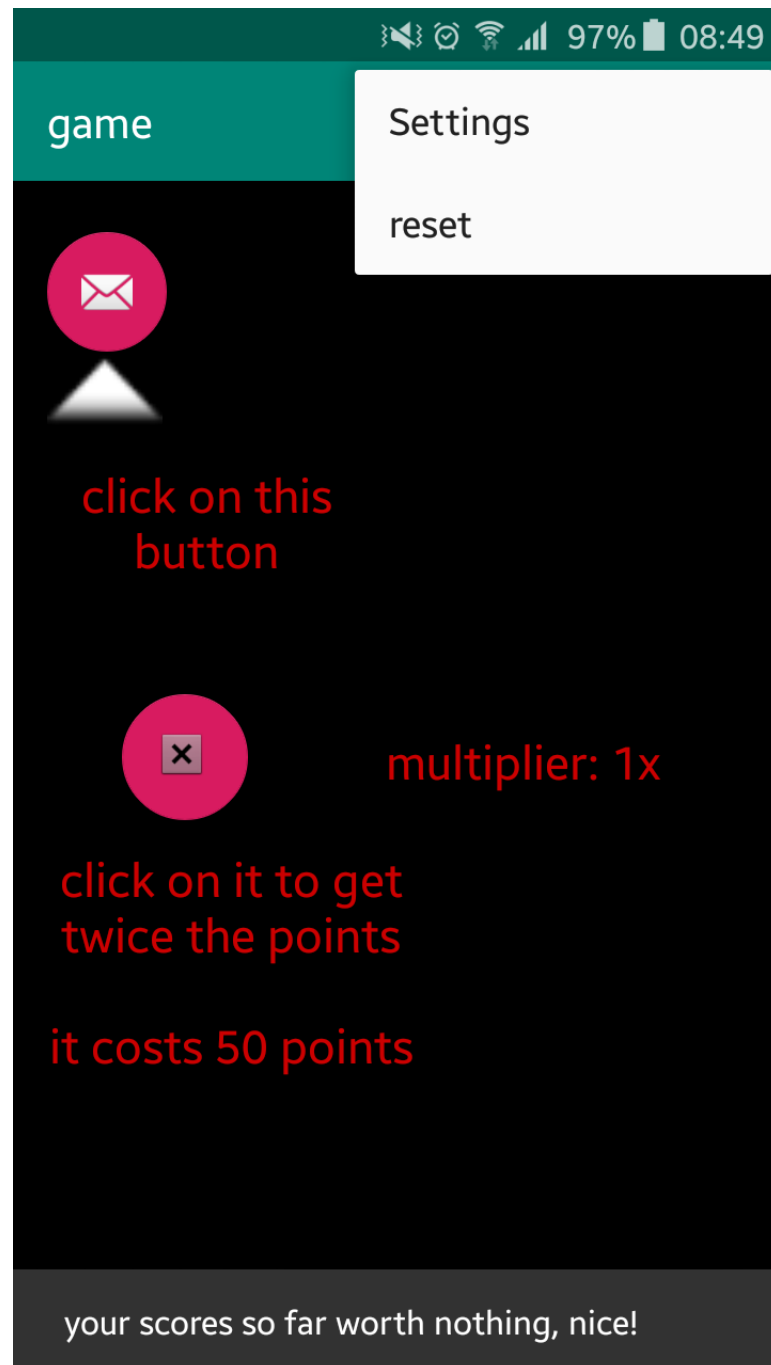 97% 08:49
game
Settings
reset
click on this
button
multiplier: 1x
click on it to get
twice the points
it costs 50 points
your scores so far worth nothing, nice!